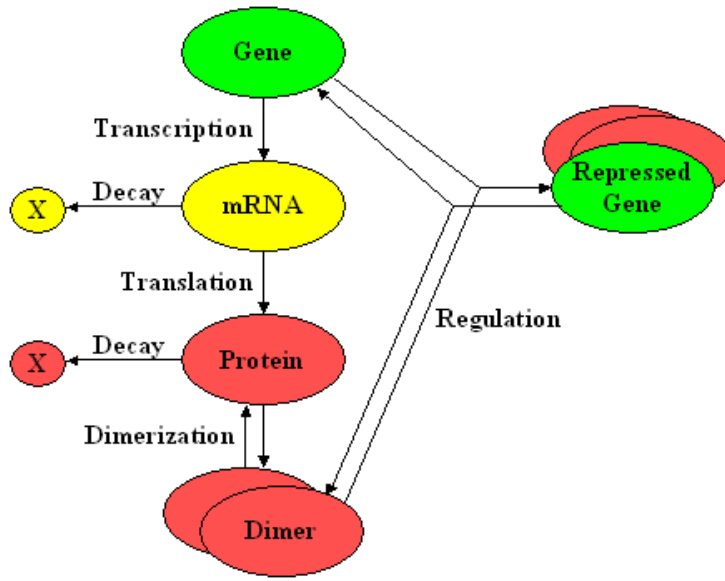 Gene
Transcription
Repressed
Gene
X
Decay
mRNA
Translation
Regulation
X
Decay
Protein
Dimerization
Dimer